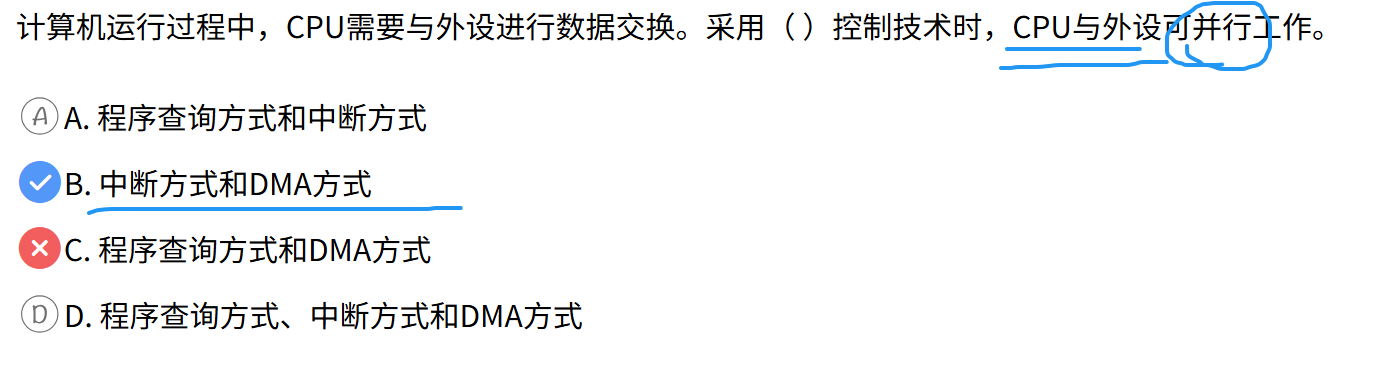 计算机运行过程中，CPU需要与外设进行数据交换。采用（ ）控制技术时，CPU与外设可并行工作。
A A. 程序查询方式和中断方式
B. 中断方式和DMA方式
C. 程序查询方式和DMA方式
D D. 程序查询方式、中断方式和DMA方式